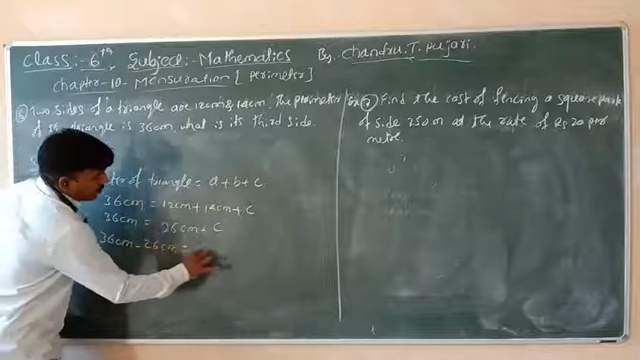 Class:- 6th, Subject:- Mathematics By. Chandru. T. pujari.
Chapter-10- Mensuration [perimeter]
Two sides of a triangle are 12cm & 14cm. The perimeter
of the triangle is 36cm, what is its third side.
ter of triangle = a + b + c.
36cm = 12cm + 14cm + c
36cm = 26cm + c
36cm - 26cm =
Find the cost of fencing a square park
of side 250 m at the rate of Rs 20 per
metre.